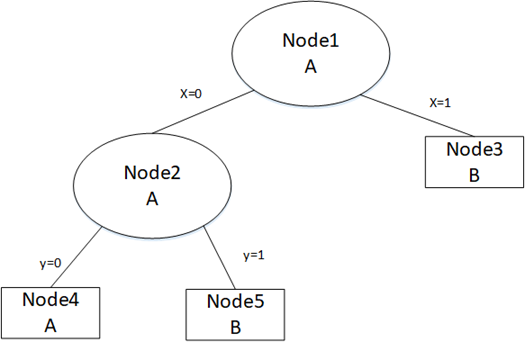 Node1
A
X=0
X=1
Node3
B
Node2
A
y=0
y=1
Node4
A
Node5
B